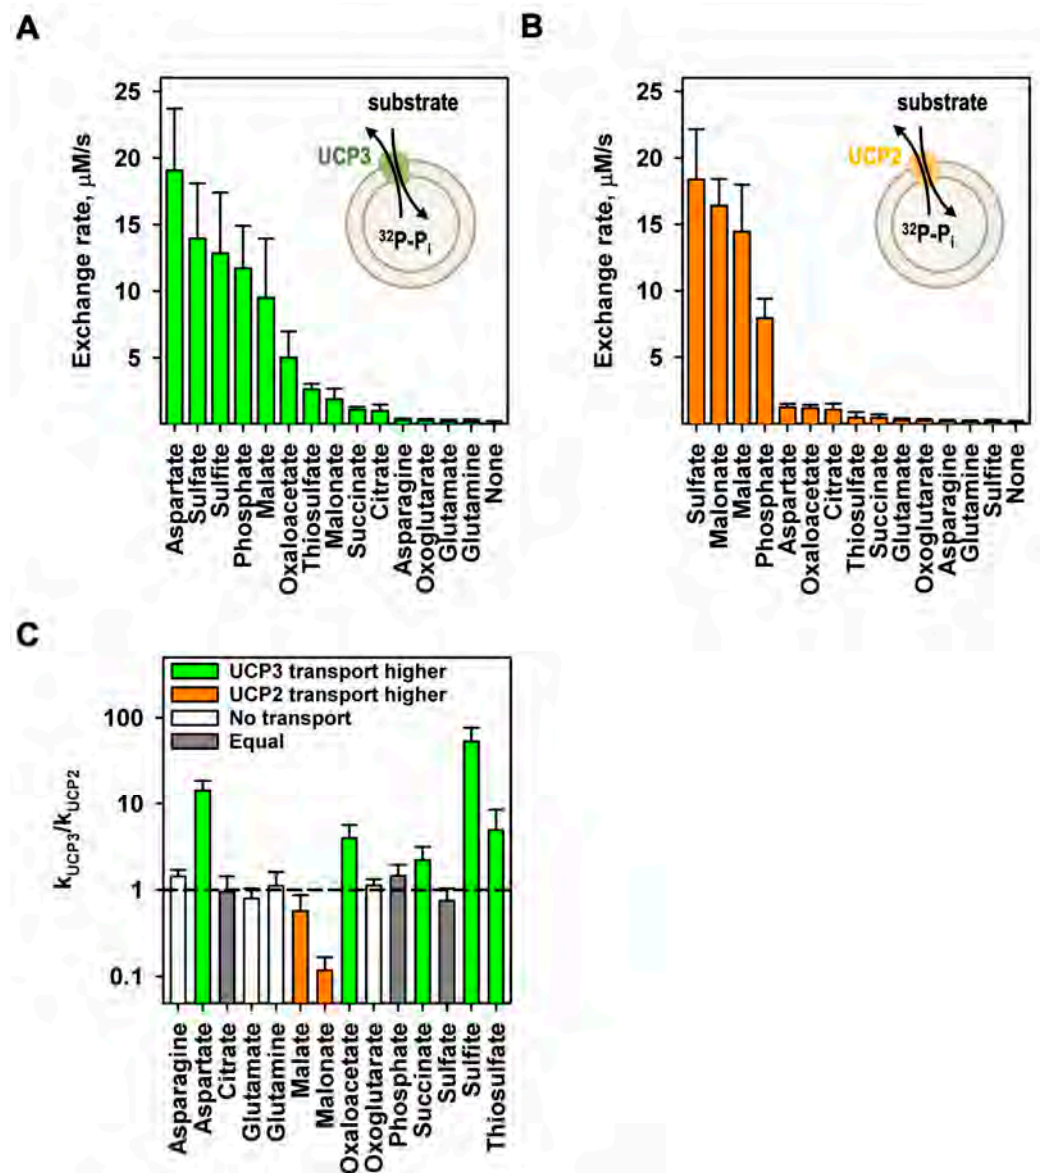 A
Exchange rate, μM/s
25
20
15
10
5
substrate
UCP3
32P-Pi
Aspartate
Sulfate
Sulfite
Phosphate
Malate
Oxaloacetate
Thiosulfate
Malonate
Succinate
Citrate
Asparagine
Oxoglutarate
Glutamate
Glutamine
None
B
Exchange rate, μM/s
25
20
15
10
5
substrate
UCP2
32P-Pi
Sulfate
Malonate
Malate
Phosphate
Aspartate
Oxaloacetate
Citrate
Thiosulfate
Succinate
Glutamate
Oxoglutarate
Asparagine
Glutamine
Sulfite
None
C
kUCP3/kUCP2
100
10
1
0.1
UCP3 transport higher
UCP2 transport higher
No transport
Equal
Asparagine
Aspartate
Citrate
Glutamate
Glutamine
Malate
Malonate
Oxaloacetate
Oxoglutarate
Phosphate
Succinate
Sulfate
Sulfite
Thiosulfate